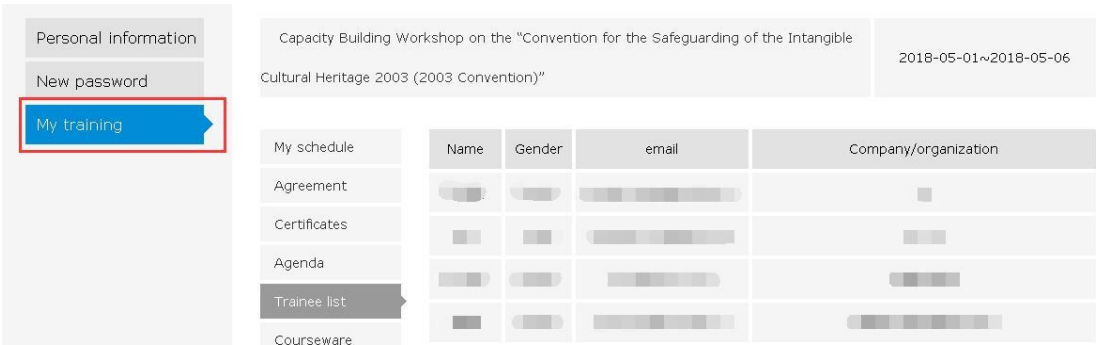 Personal information
New password
My training
Capacity Building Workshop on the “Convention for the Safeguarding of the Intangible
Cultural Heritage 2003 (2003 Convention)”
2018-05-01~2018-05-06
My schedule
Agreement
Certificates
Agenda
Trainee list
Courseware
Name Gender email Company/organization